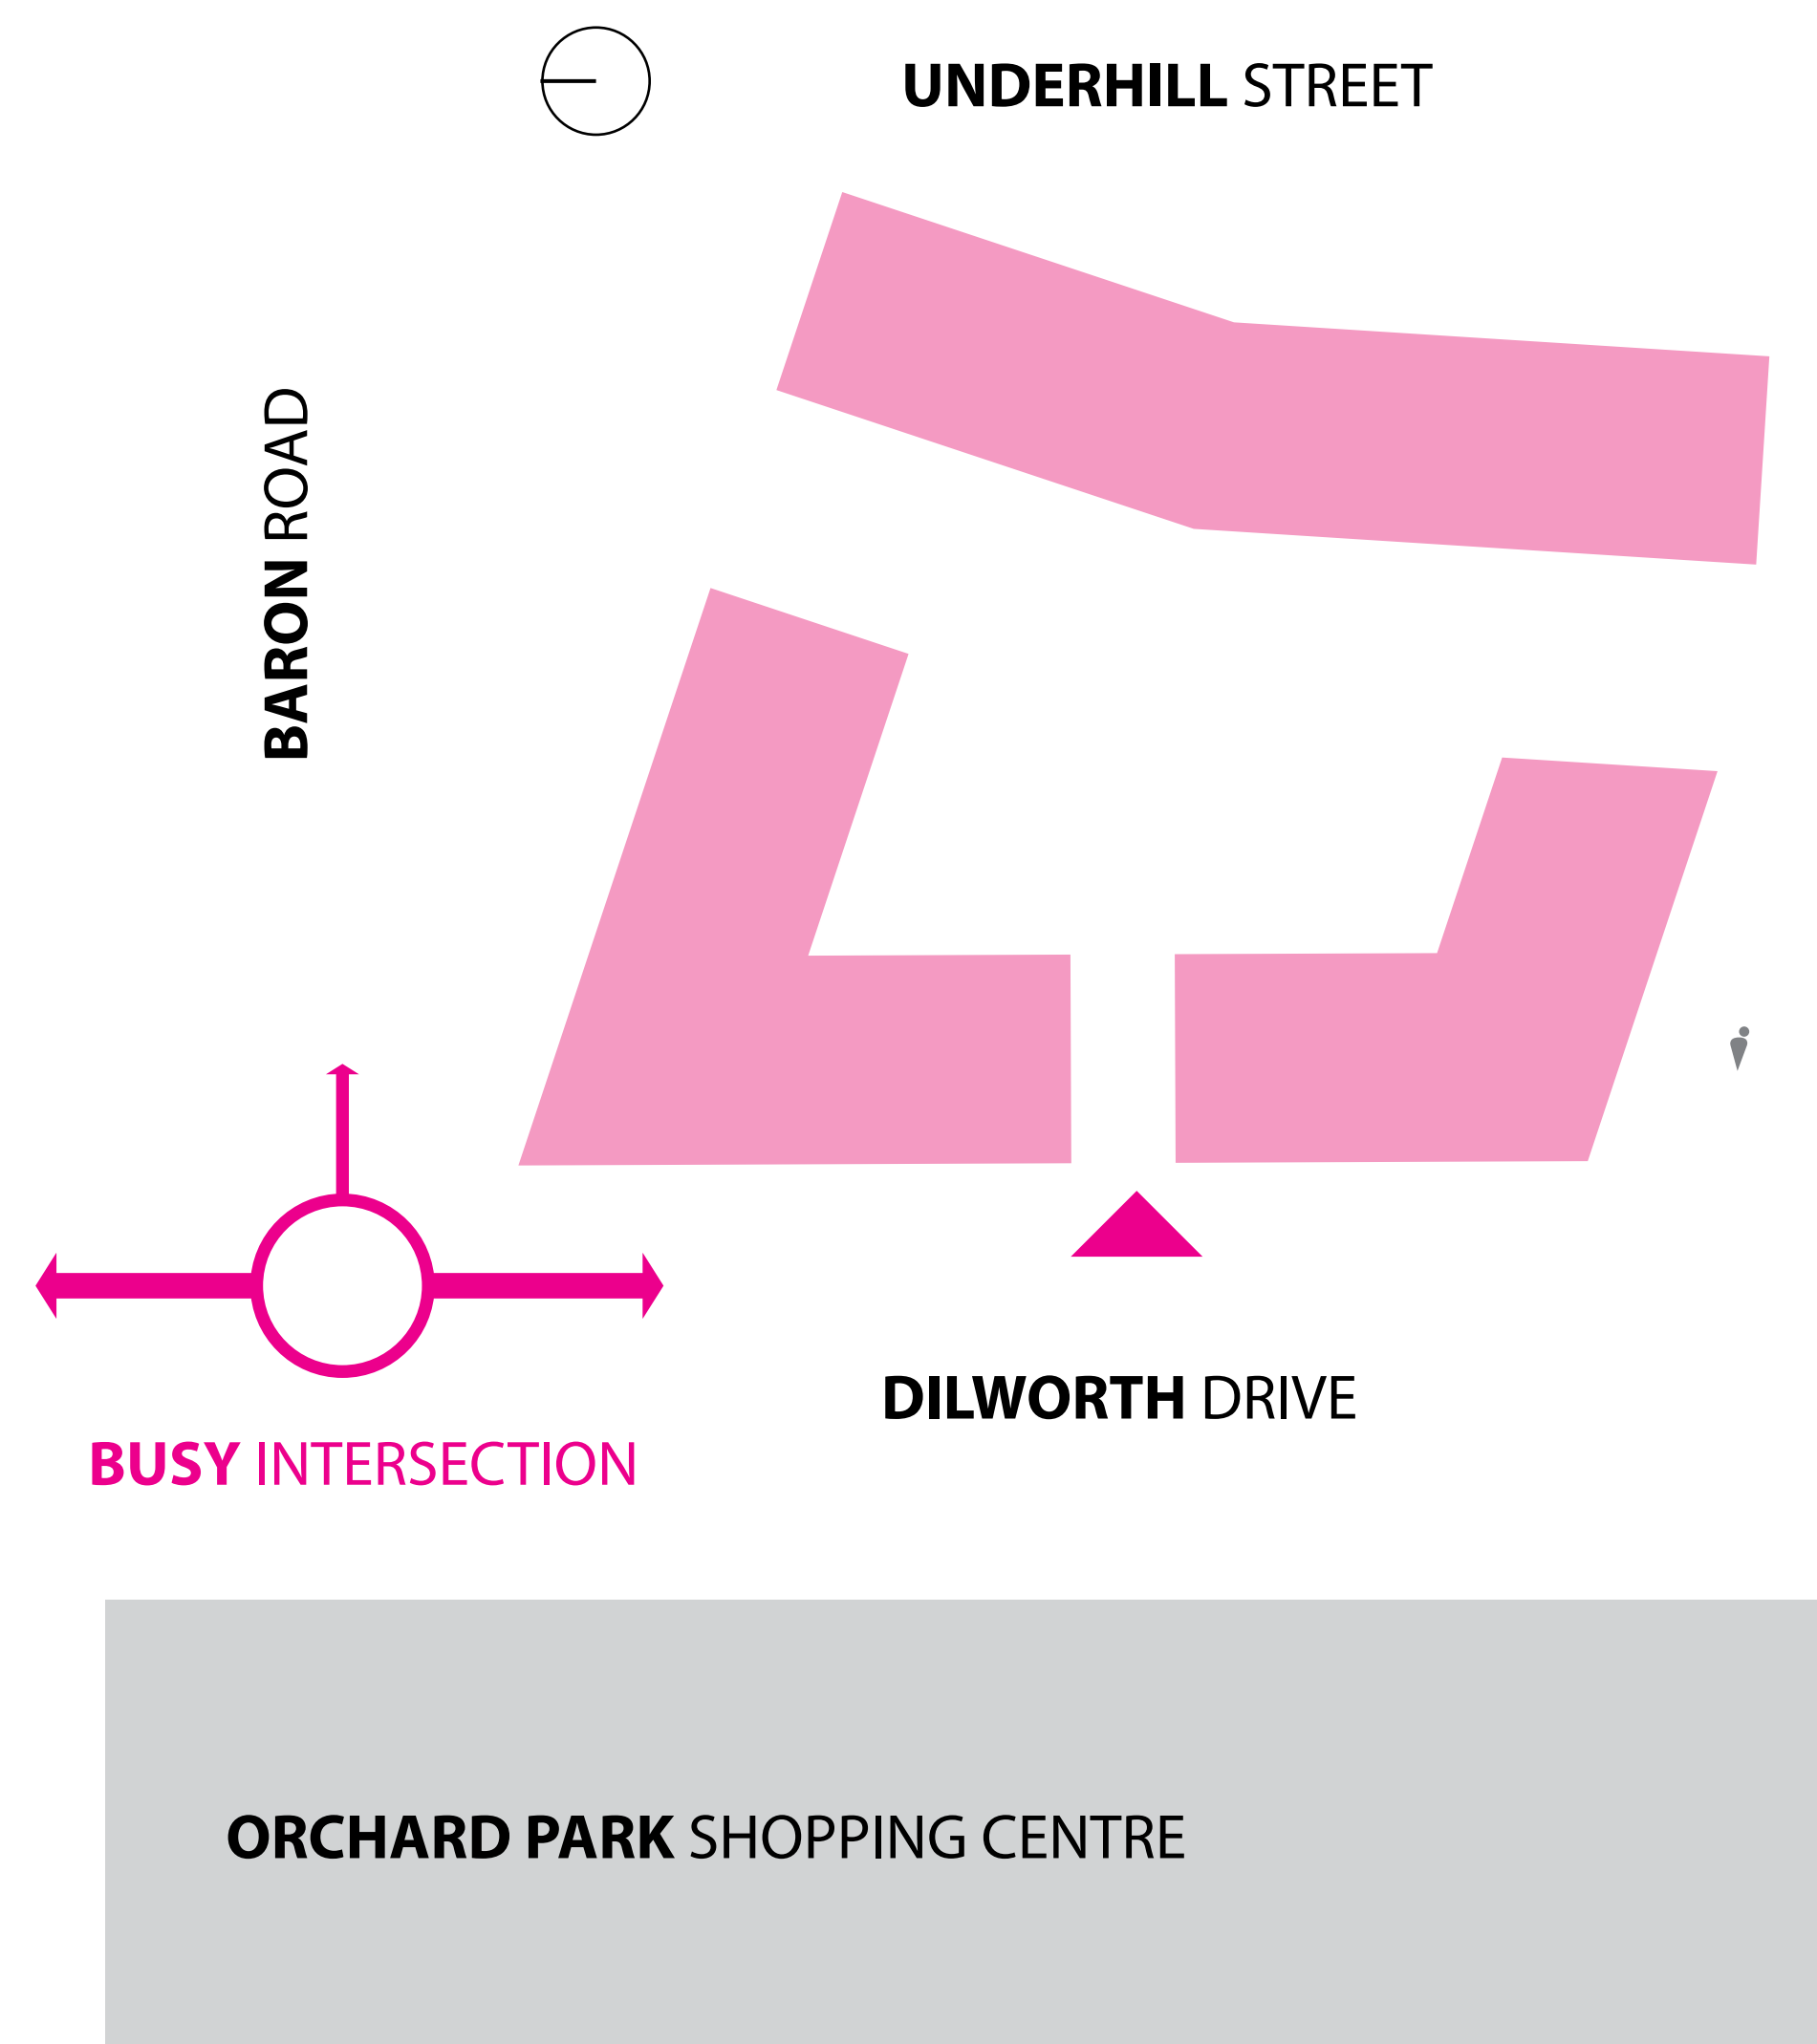 UNDERHILL STREET
BARON ROAD
DILWORTH DRIVE
BUSY INTERSECTION
ORCHARD PARK SHOPPING CENTRE